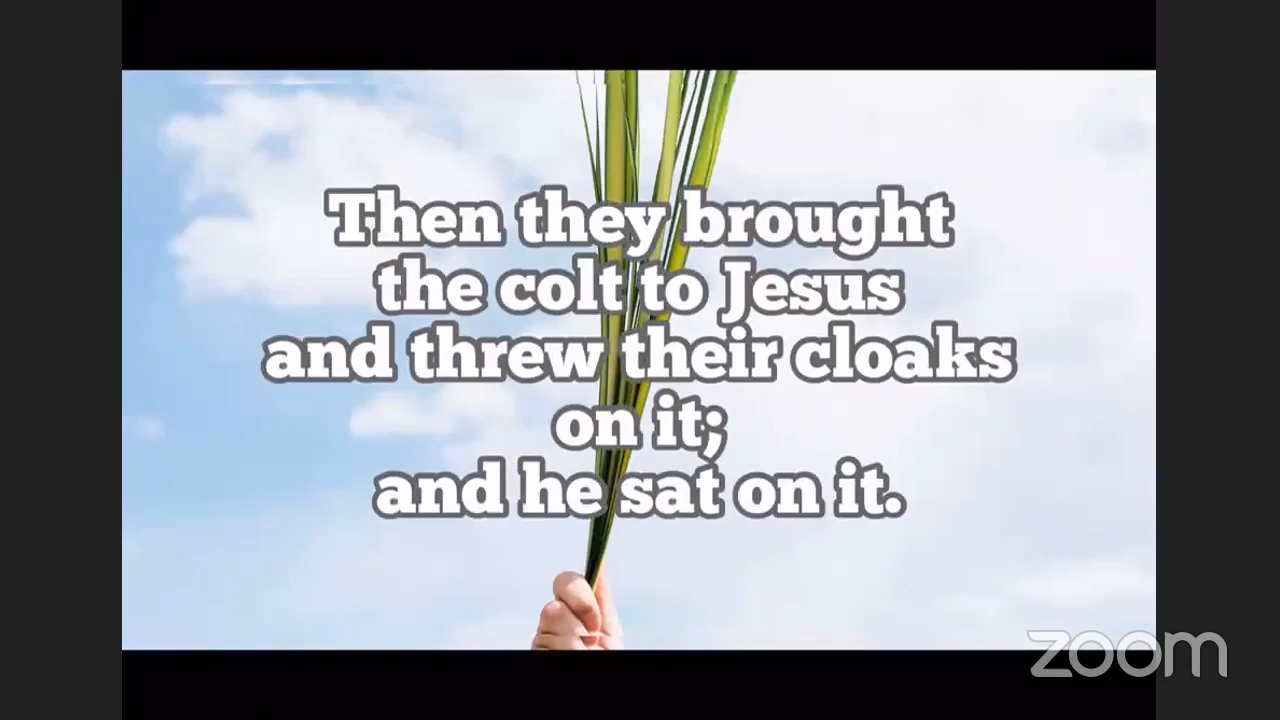 Then they brought
the colt to Jesus
and threw their cloaks
on it;
and he sat on it.
zoom